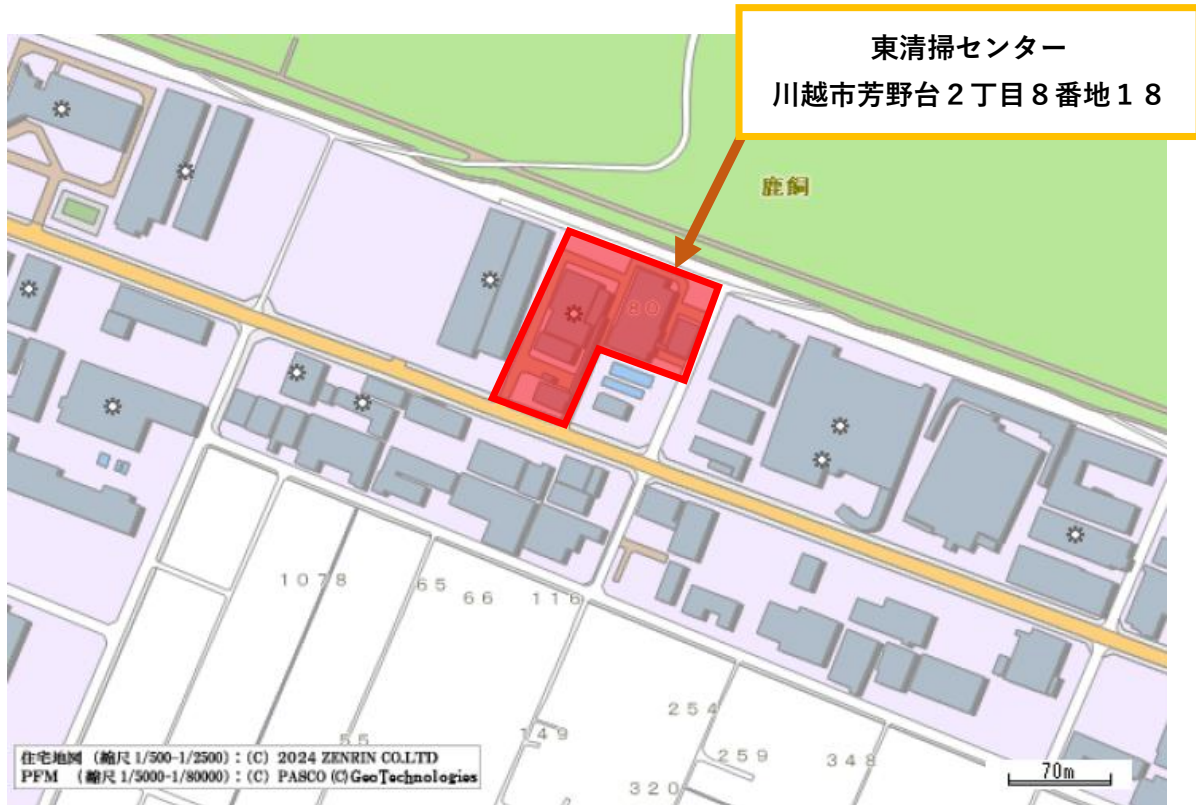 東清掃センター
川越市芳野台２丁目８番地１８
鹿飼
８０
１０７８
６５
６６
１１６
２５４
５５
１４９
２５９
３４８
３２０
住宅地図 (縮尺 1/500-1/2500) : (C) 2024 ZENRIN CO.LTD
PFM (縮尺 1/5000-1/80000) : (C) PASCO (C)GeoTechnologies
70m